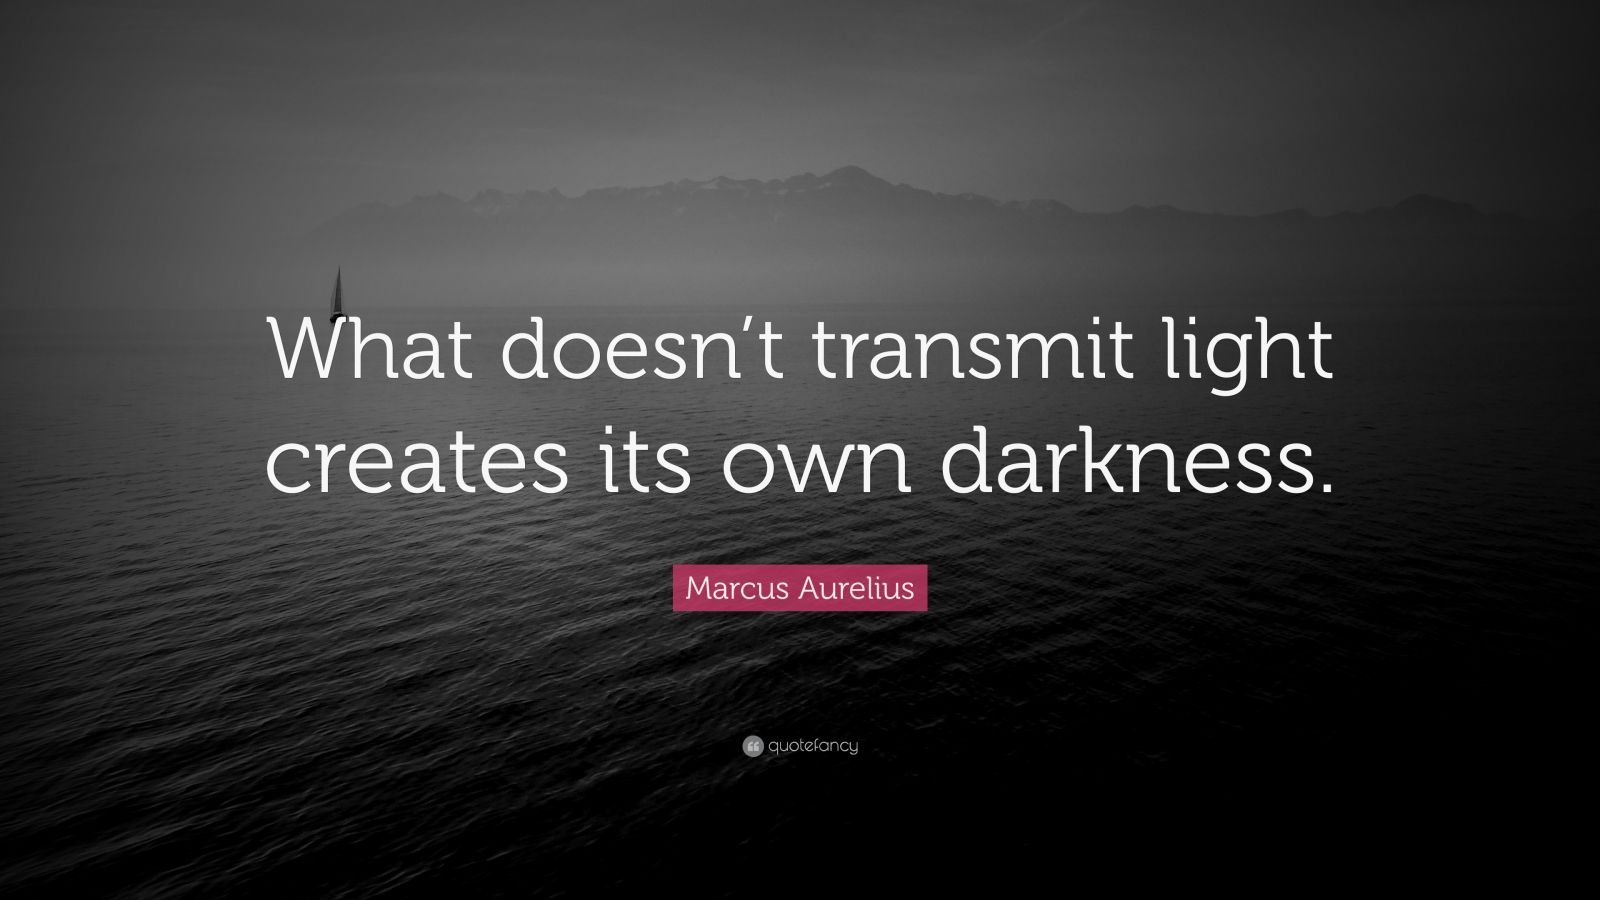 What doesn’t transmit light
creates its own darkness.
Marcus Aurelius
quotefancy